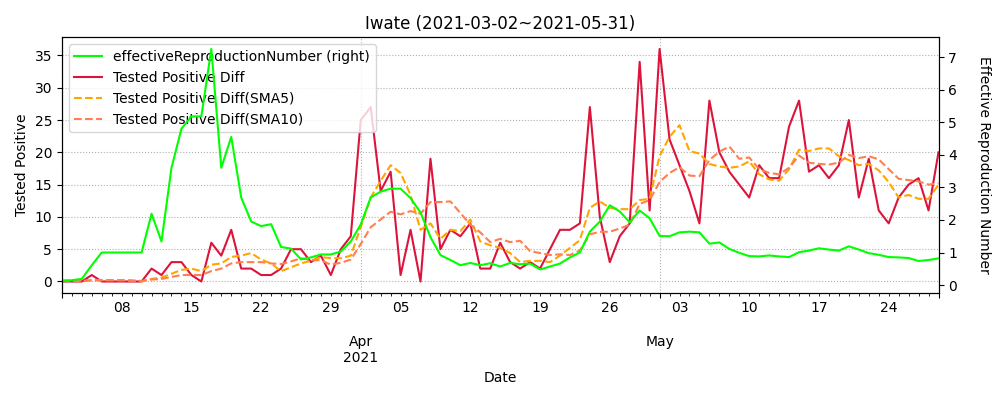 Iwate (2021-03-02~2021-05-31)
effectiveReproductionNumber (right)
Tested Positive Diff
Tested Positive Diff(SMA5)
Tested Positive Diff(SMA10)
Tested Positive
35
30
25
20
15
10
5
0
7
6
5
4
3
2
1
0
Effective Reproduction Number
08 15 22 29 05 12 19 26 03 10 17 24
Apr May
2021
Date